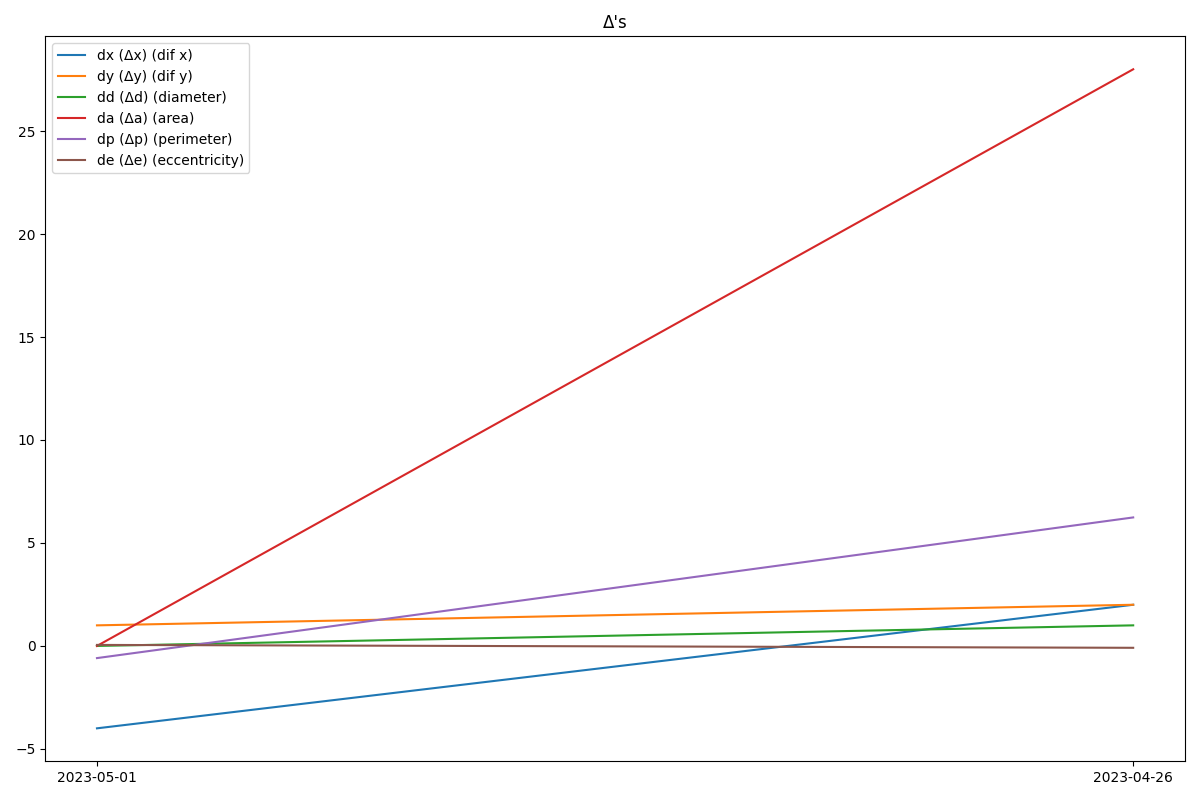 Δ's
dx (Δx) (dif x)
dy (Δy) (dif y)
dd (Δd) (diameter)
da (Δa) (area)
dp (Δp) (perimeter)
de (Δe) (eccentricity)
25
20
15
10
5
0
−5
2023-05-01
2023-04-26